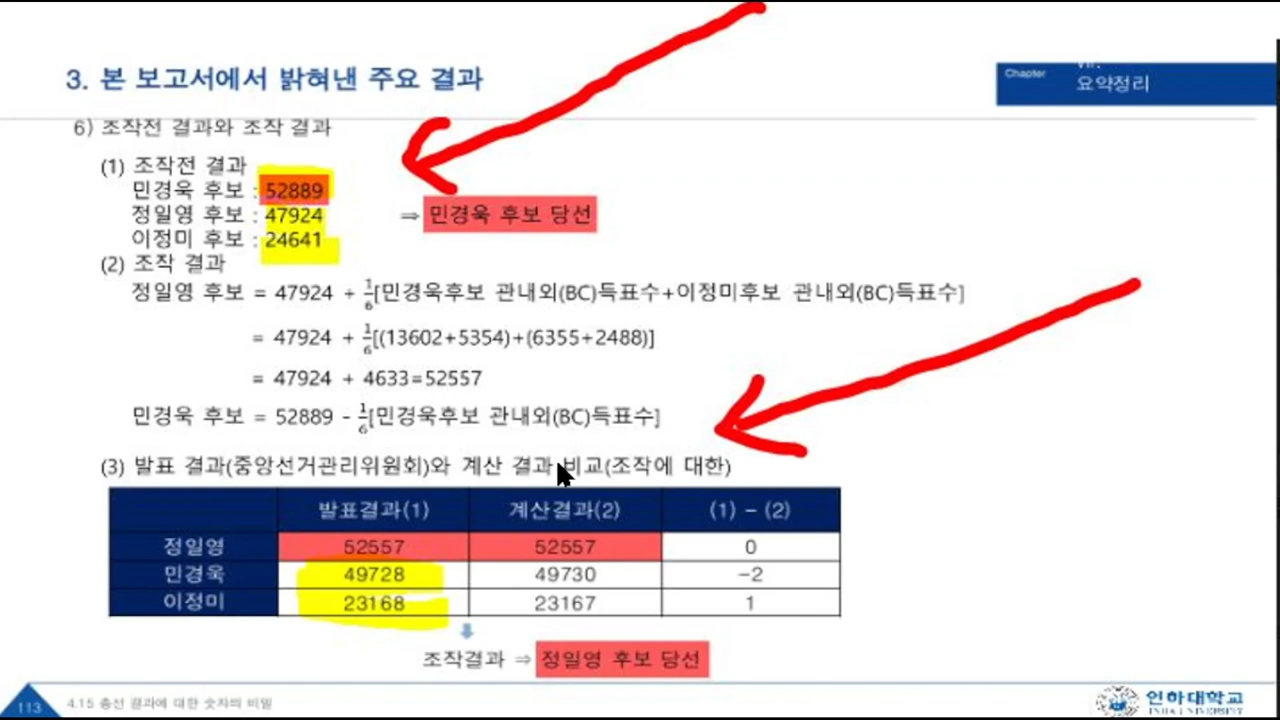 3. 본 보고서에서 밝혀낸 주요 결과
Chapter
요약정리
6) 조작전 결과와 조작 결과
(1) 조작전 결과
민경욱 후보 : 52889
정일영 후보 : 47924 ⇒ 민경욱 후보 당선
이정미 후보 : 24641
(2) 조작 결과
정일영 후보 = 47924 + 1/6[민경욱후보 관내외(BC)득표수+이정미후보 관내외(BC)득표수]
= 47924 + 1/6[(13602+5354)+(6355+2488)]
= 47924 + 4633=52557
민경욱 후보 = 52889 - 1/6[민경욱후보 관내외(BC)득표수]
(3) 발표 결과(중앙선거관리위원회)와 계산 결과 비교(조작에 대한)
발표결과(1) 계산결과(2) (1) - (2)
정일영 52557 52557 0
민경욱 49728 49730 -2
이정미 23168 23167 1
조작결과 ⇒ 정일영 후보 당선
113 4.15 총선 결과에 대한 숫자의 비밀
인하대학교
INHA UNIVERSITY